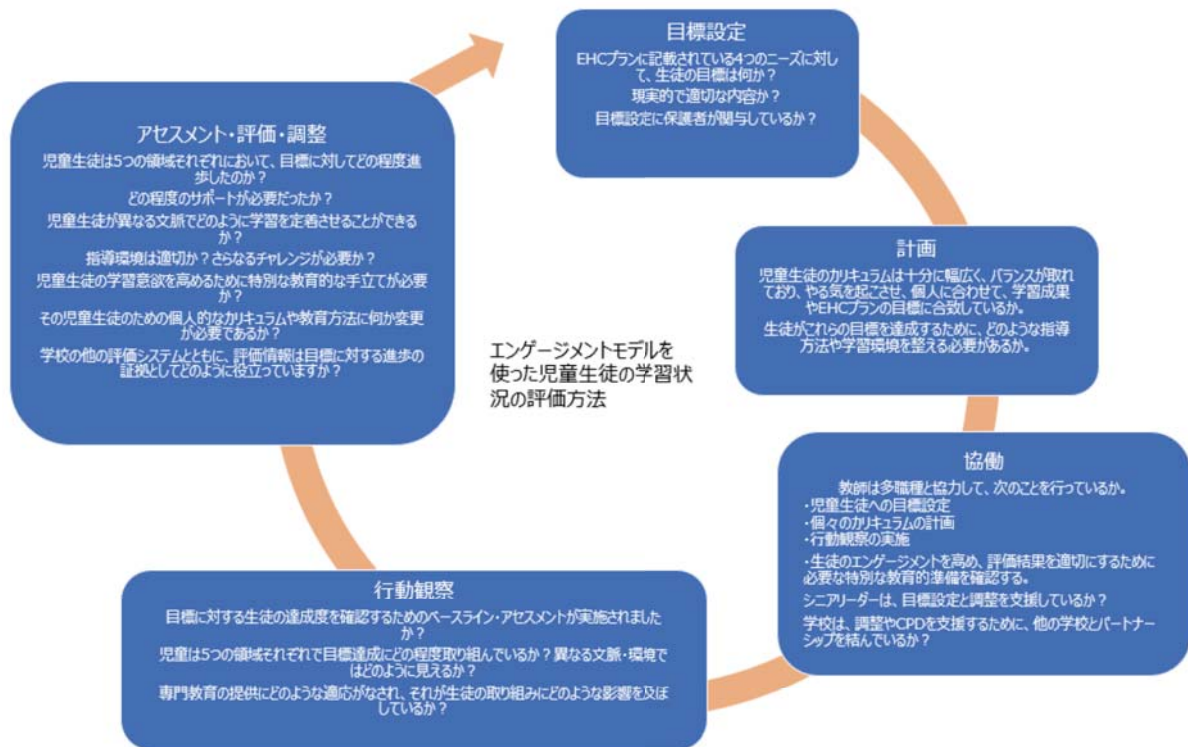 目標設定
EHCプランに記載されている4つのニーズに対し
て、生徒の目標は何か？
現実的で適切な内容か？
目標設定に保護者が関与しているか？
計画
児童生徒のカリキュラムは十分に幅広く、バランスが取れ
ており、やる気を起こさせ、個人に合わせて、学習成果
やEHCプランの目標に合致しているか。
生徒がこれらの目標を達成するために、どのような指導
方法や学習環境を整える必要があるか。
協働
教師は多職種と協力して、次のことを行っているか。
・児童生徒への目標設定
・個々のカリキュラムの計画
・行動観察の実施
・生徒のエンゲージメントを高め、評価結果を適切にするために
必要な特別な教育的準備を確認する。
シニアリーダーは、目標設定と調整を支援しているか？
学校は、調整やCPDを支援するために、他の学校とパートナー
シップを結んでいるか？
行動観察
目標に対する生徒の達成度を確認するためのベースライン・アセスメントが実施されました
か？
児童は5つの領域それぞれで目標達成にどの程度取り組んでいるか？異なる文脈・環境で
はどのように見えるか？
専門教育の提供にどのような適応がなされ、それが生徒の取り組みにどのような影響を及ぼ
しているか？
アセスメント・評価・調整
児童生徒は5つの領域それぞれにおいて、目標に対してどの程度進
歩したのか？
どの程度のサポートが必要だったか？
児童生徒が異なる文脈でどのように学習を定着させることができる
か？
指導環境は適切か？さらなるチャレンジが必要か？
児童生徒の学習意欲を高めるために特別な教育的な手立てが必要
か？
その児童生徒のための個人的なカリキュラムや教育方法に何か変更
が必要であるか？
学校の他の評価システムとともに、評価情報は目標に対する進歩の
証拠としてどのように役立っていますか？
エンゲージメントモデルを
使った児童生徒の学習状
況の評価方法